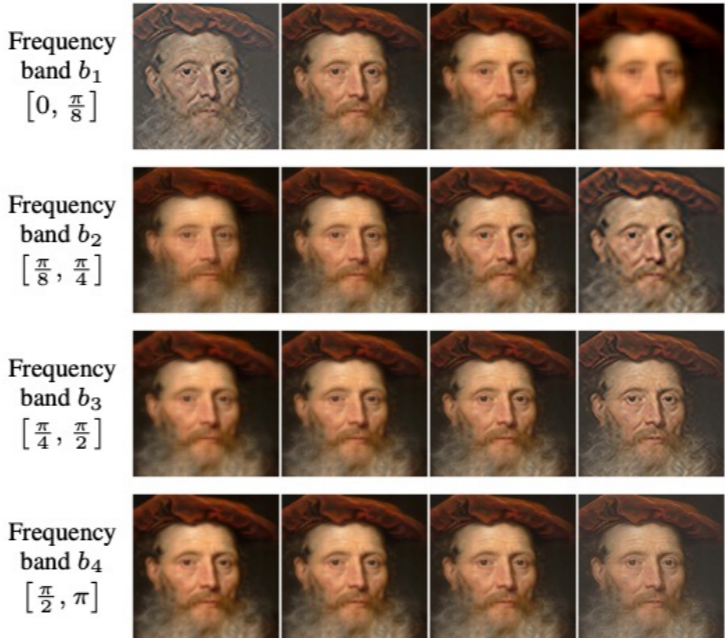 Frequency
band b₁
[0, π/8]
Frequency
band b₂
[π/8, π/4]
Frequency
band b₃
[π/4, π/2]
Frequency
band b₄
[π/2, π]